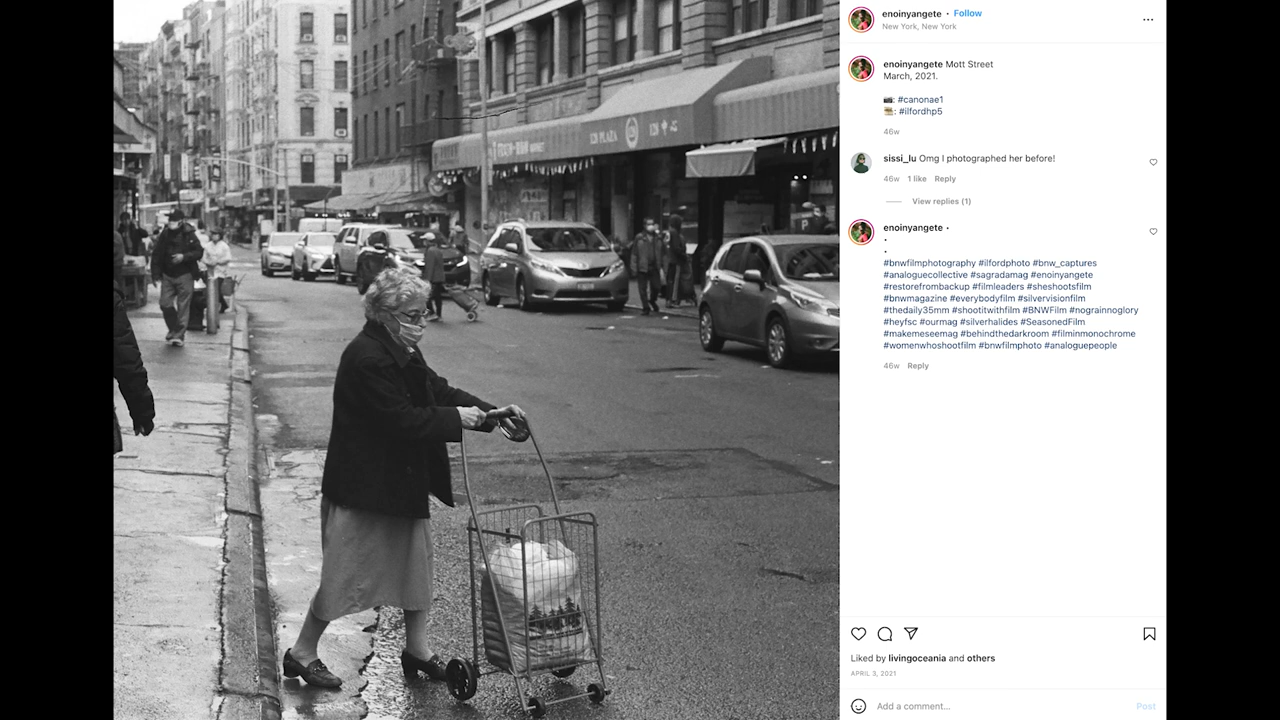 128 PLAZA
MARKET
P
enoinyangete • Follow
New York, New York
enoinyangete Mott Street
March, 2021.
📷: #canonae1
🎞: #ilfordhp5
46w
sissi_lu Omg I photographed her before!
46w 1 like Reply
View replies (1)
enoinyangete •
•
•
#bnwfilmphotography #ilfordphoto #bnw_captures
#analoguecollective #sagradamag #enoinyangete
#restorefrombackup #filmleaders #sheshootsfilm
#bnwmagazine #everybodyfilm #silvervisionfilm
#thedaily35mm #shootitwithfilm #BNWFilm #nograinnoglory
#heyfsc #ourmag #silverhalides #SeasonedFilm
#makemeseemag #behindthedarkroom #filminmonochrome
#womenwhoshootfilm #bnwfilmphoto #analoguepeople
46w Reply
Liked by livingoceania and others
APRIL 3, 2021
Add a comment...
Post